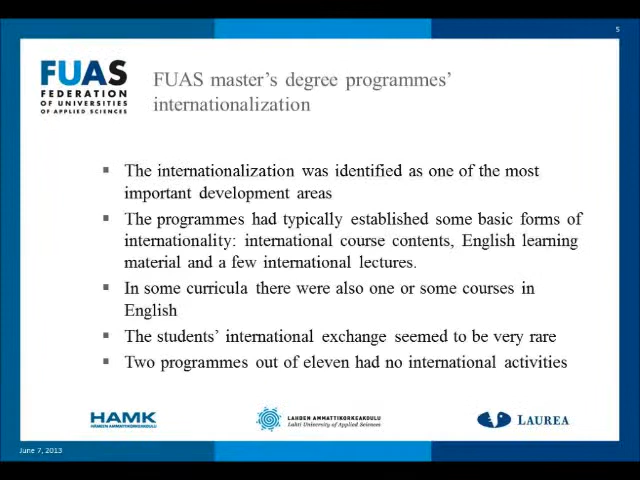 5
FUAS
FEDERATION
OF UNIVERSITIES
OF APPLIED SCIENCES
FUAS master's degree programmes'
internationalization
The internationalization was identified as one of the most
important development areas
The programmes had typically established some basic forms of
internationality: international course contents, English learning
material and a few international lectures.
In some curricula there were also one or some courses in
English
The students' international exchange seemed to be very rare
Two programmes out of eleven had no international activities
HAMK
HÄMEEN AMMATTIKORKEAKOULU
LAHDEN AMMATTIKORKEAKOULU
Lahti University of Applied Sciences
LAUREA
June 7, 2013